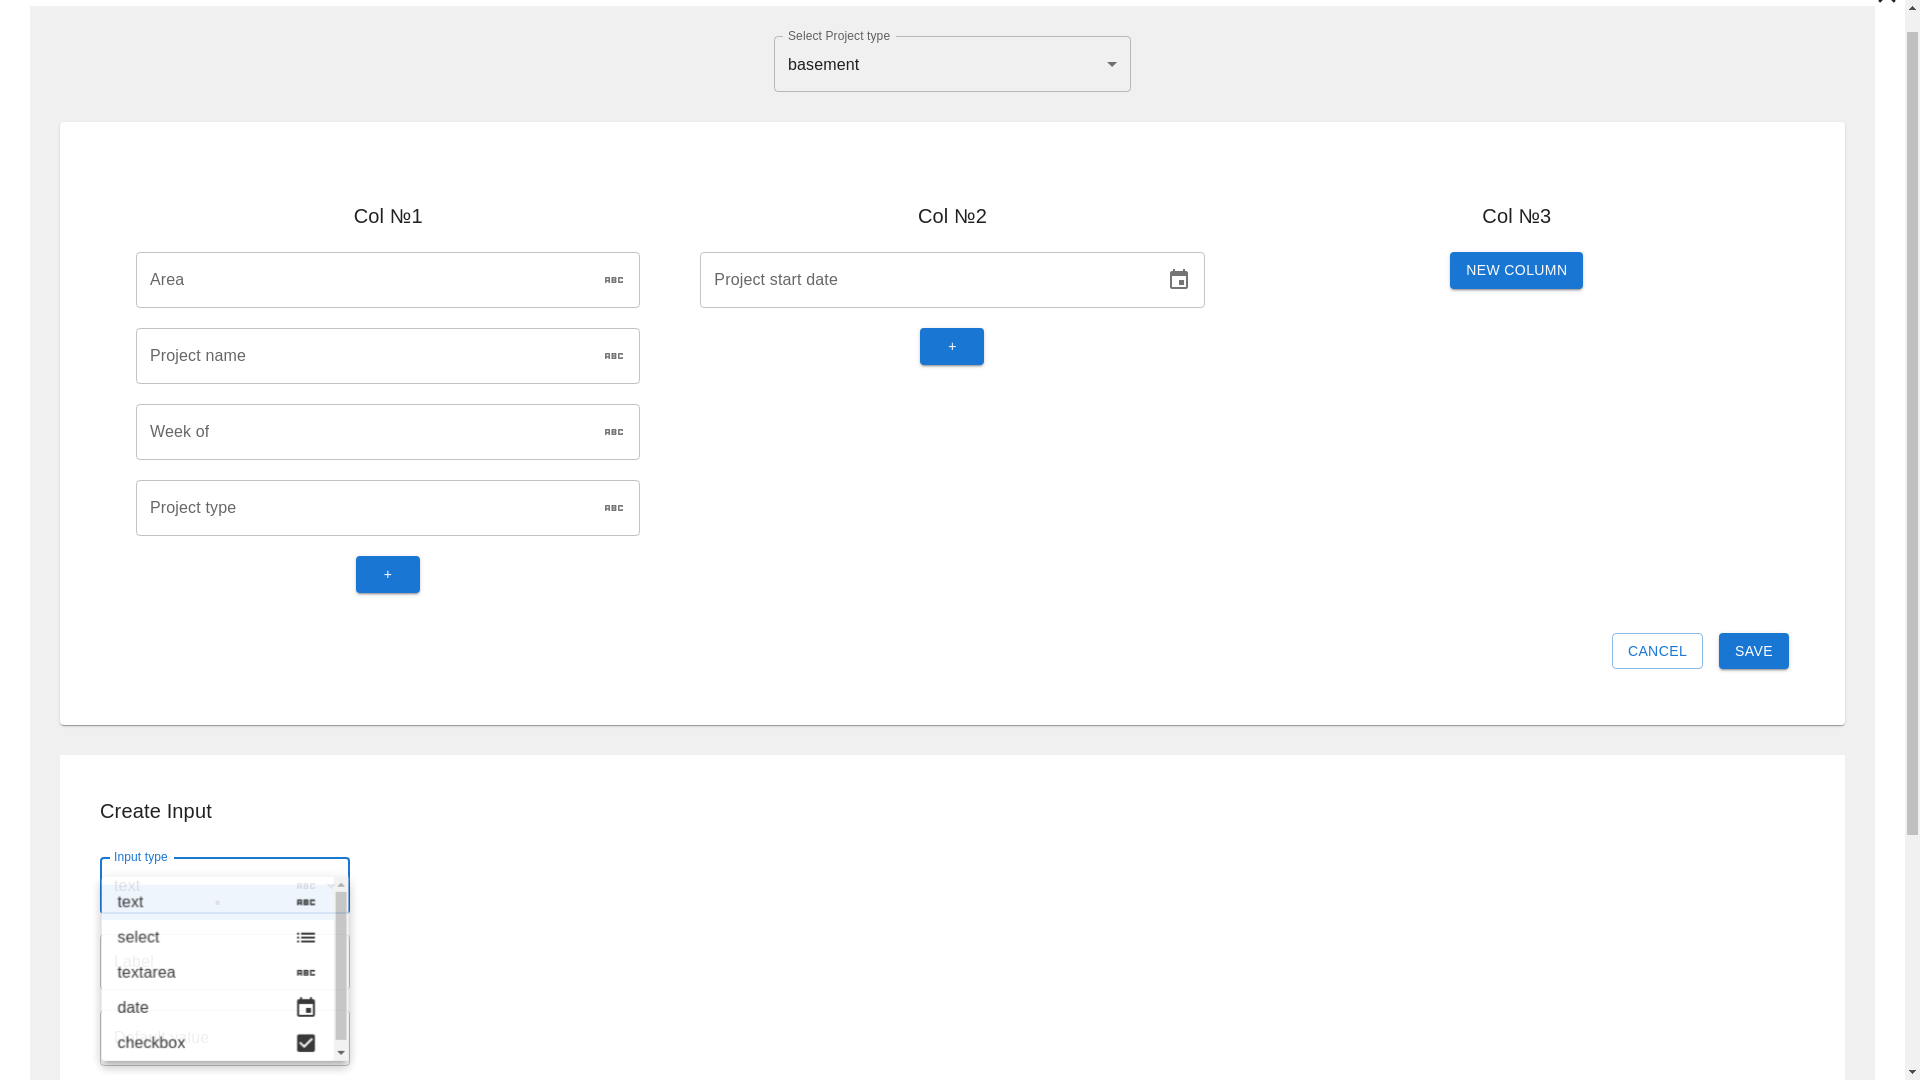 Select Project type
basement
Col №1
Col №2
Col №3
Area
ABC
Project start date
NEW COLUMN
Project name
ABC
+
Week of
ABC
Project type
ABC
+
CANCEL
SAVE
Create Input
Input type
text
ABC
text
ABC
select
Label
textarea
ABC
date
Default value
checkbox